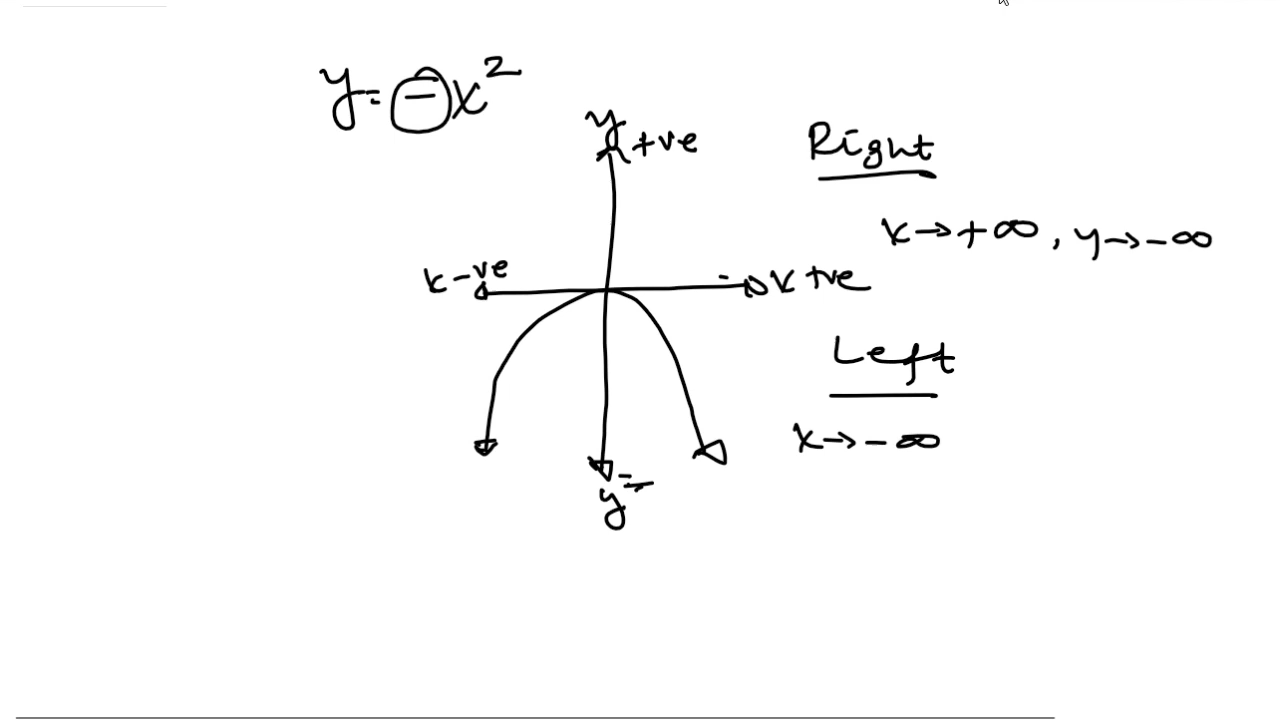 y = -x²
y +ve
Right
x → +∞, y → -∞
x -ve
x +ve
Left
x → -∞
y -